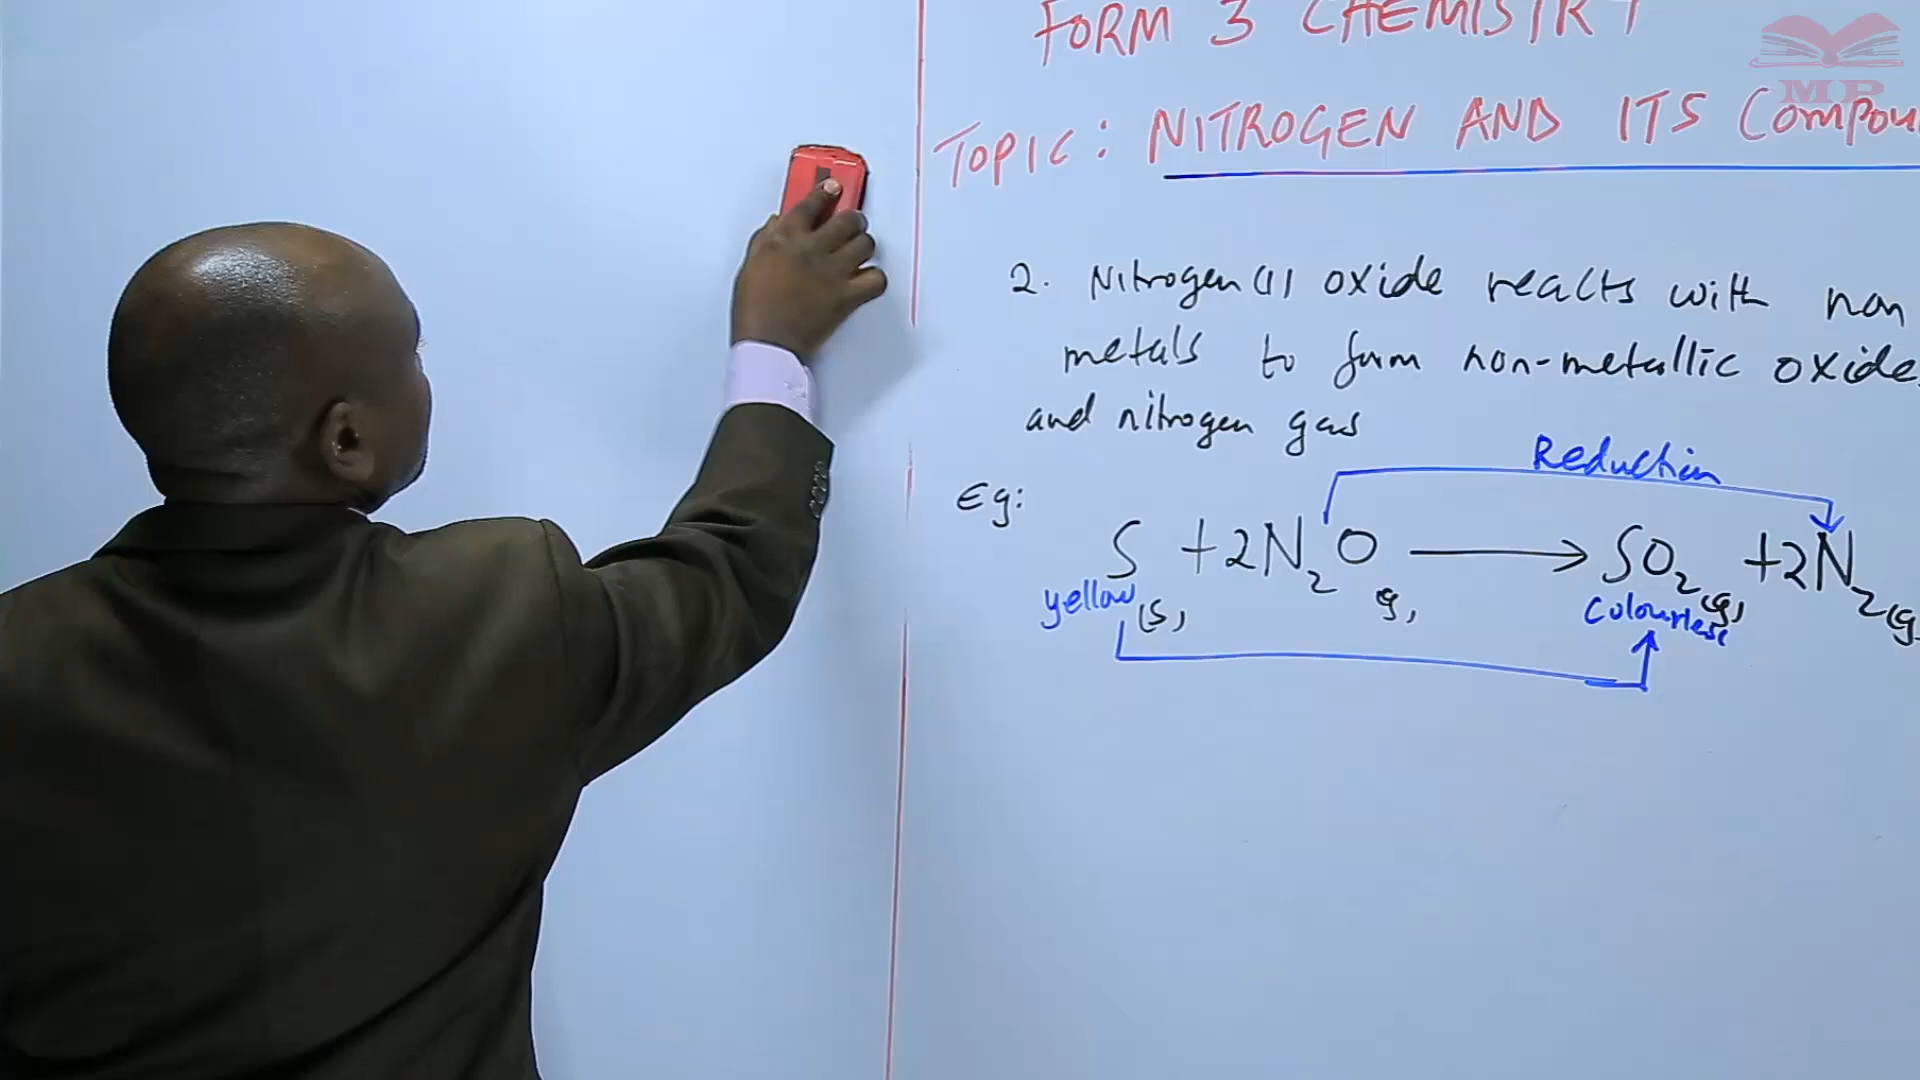 FORM 3 CHEMISTRY
MP
TOPIC: NITROGEN AND ITS COMPOU
2. Nitrogen (I) oxide reacts with non
metals to form non-metallic oxide
and nitrogen gas
Reduction
Eg:
S + 2N₂O ⟶ SO₂(g) + 2N₂(g
yellow (s) (g) Colourless